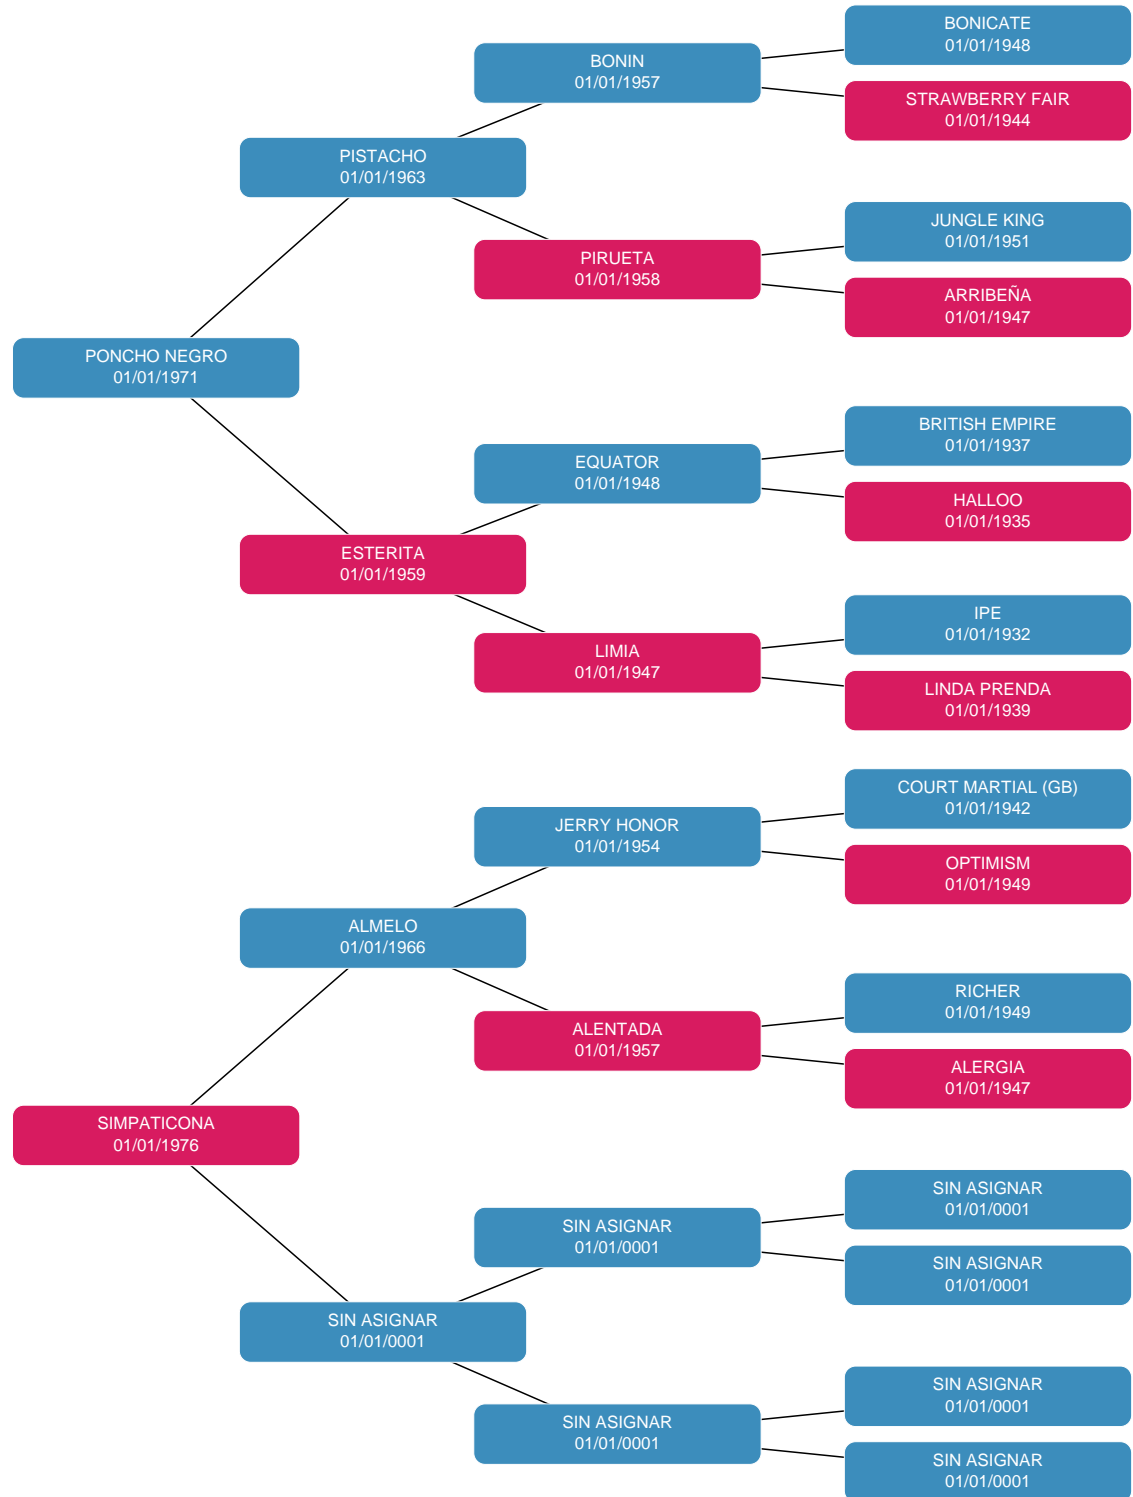 BONICATE
01/01/1948
BONIN
01/01/1957
STRAWBERRY FAIR
01/01/1944
PISTACHO
01/01/1963
JUNGLE KING
01/01/1951
PIRUETA
01/01/1958
ARRIBEÑA
01/01/1947
PONCHO NEGRO
01/01/1971
BRITISH EMPIRE
01/01/1937
EQUATOR
01/01/1948
HALLOO
01/01/1935
ESTERITA
01/01/1959
IPE
01/01/1932
LIMIA
01/01/1947
LINDA PRENDA
01/01/1939
COURT MARTIAL (GB)
01/01/1942
JERRY HONOR
01/01/1954
OPTIMISM
01/01/1949
ALMELO
01/01/1966
RICHER
01/01/1949
ALENTADA
01/01/1957
ALERGIA
01/01/1947
SIMPATICONA
01/01/1976
SIN ASIGNAR
01/01/0001
SIN ASIGNAR
01/01/0001
SIN ASIGNAR
01/01/0001
SIN ASIGNAR
01/01/0001
SIN ASIGNAR
01/01/0001
SIN ASIGNAR
01/01/0001
SIN ASIGNAR
01/01/0001